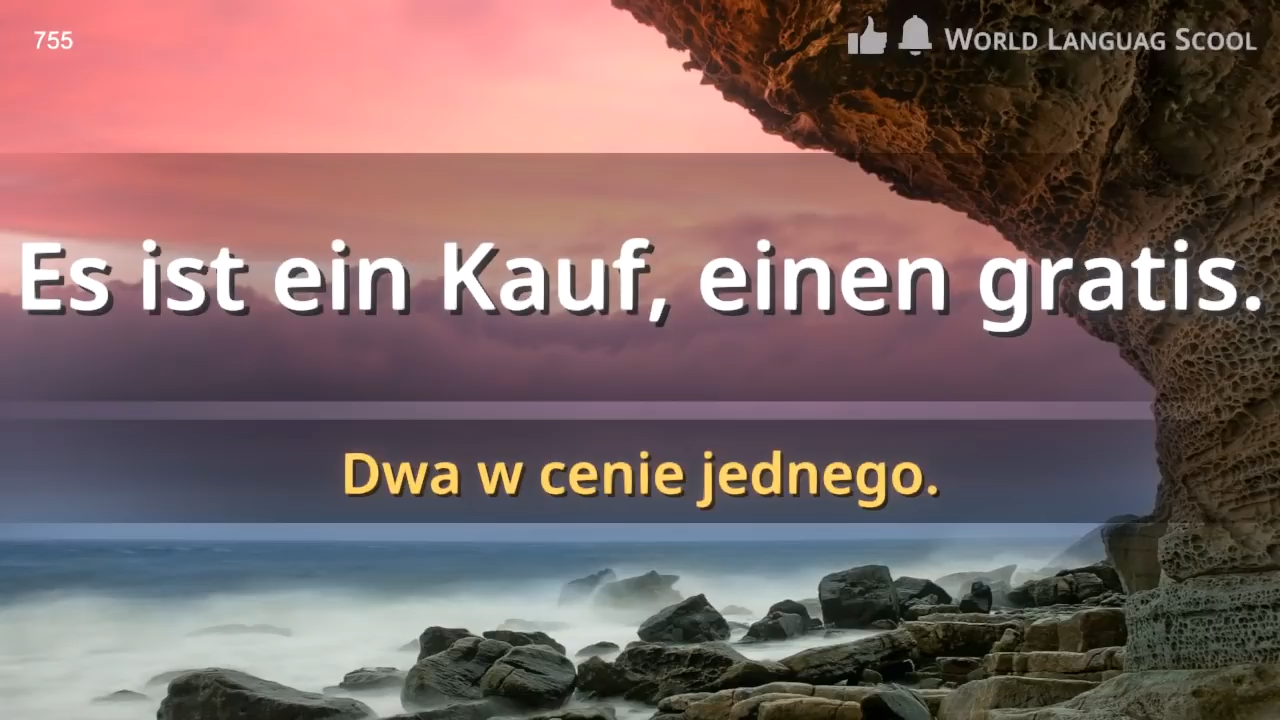 755
WORLD LANGUAG SCOOL
Es ist ein Kauf, einen gratis.
Dwa w cenie jednego.